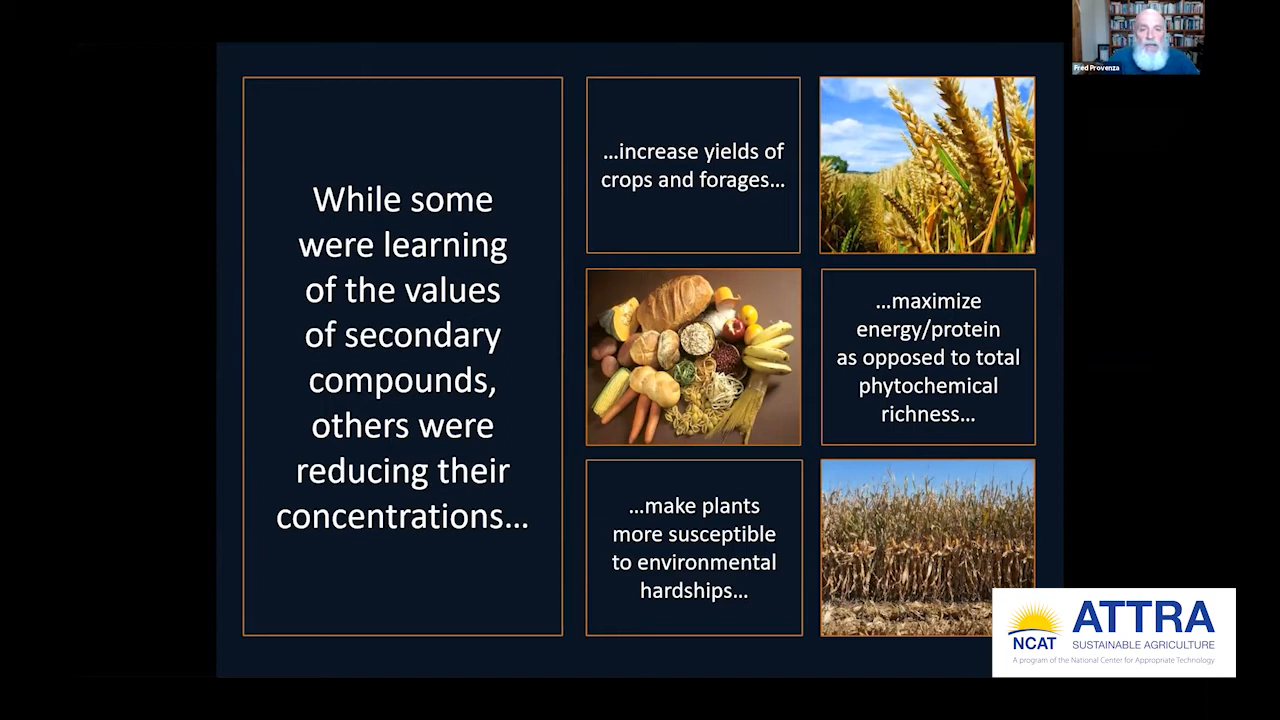 While some
were learning
of the values
of secondary
compounds,
others were
reducing their
concentrations...
...increase yields of
crops and forages...
...maximize
energy/protein
as opposed to total
phytochemical
richness...
...make plants
more susceptible
to environmental
hardships...
Fred Provenza
NCAT
ATTRA
SUSTAINABLE AGRICULTURE
A program of the National Center for Appropriate Technology